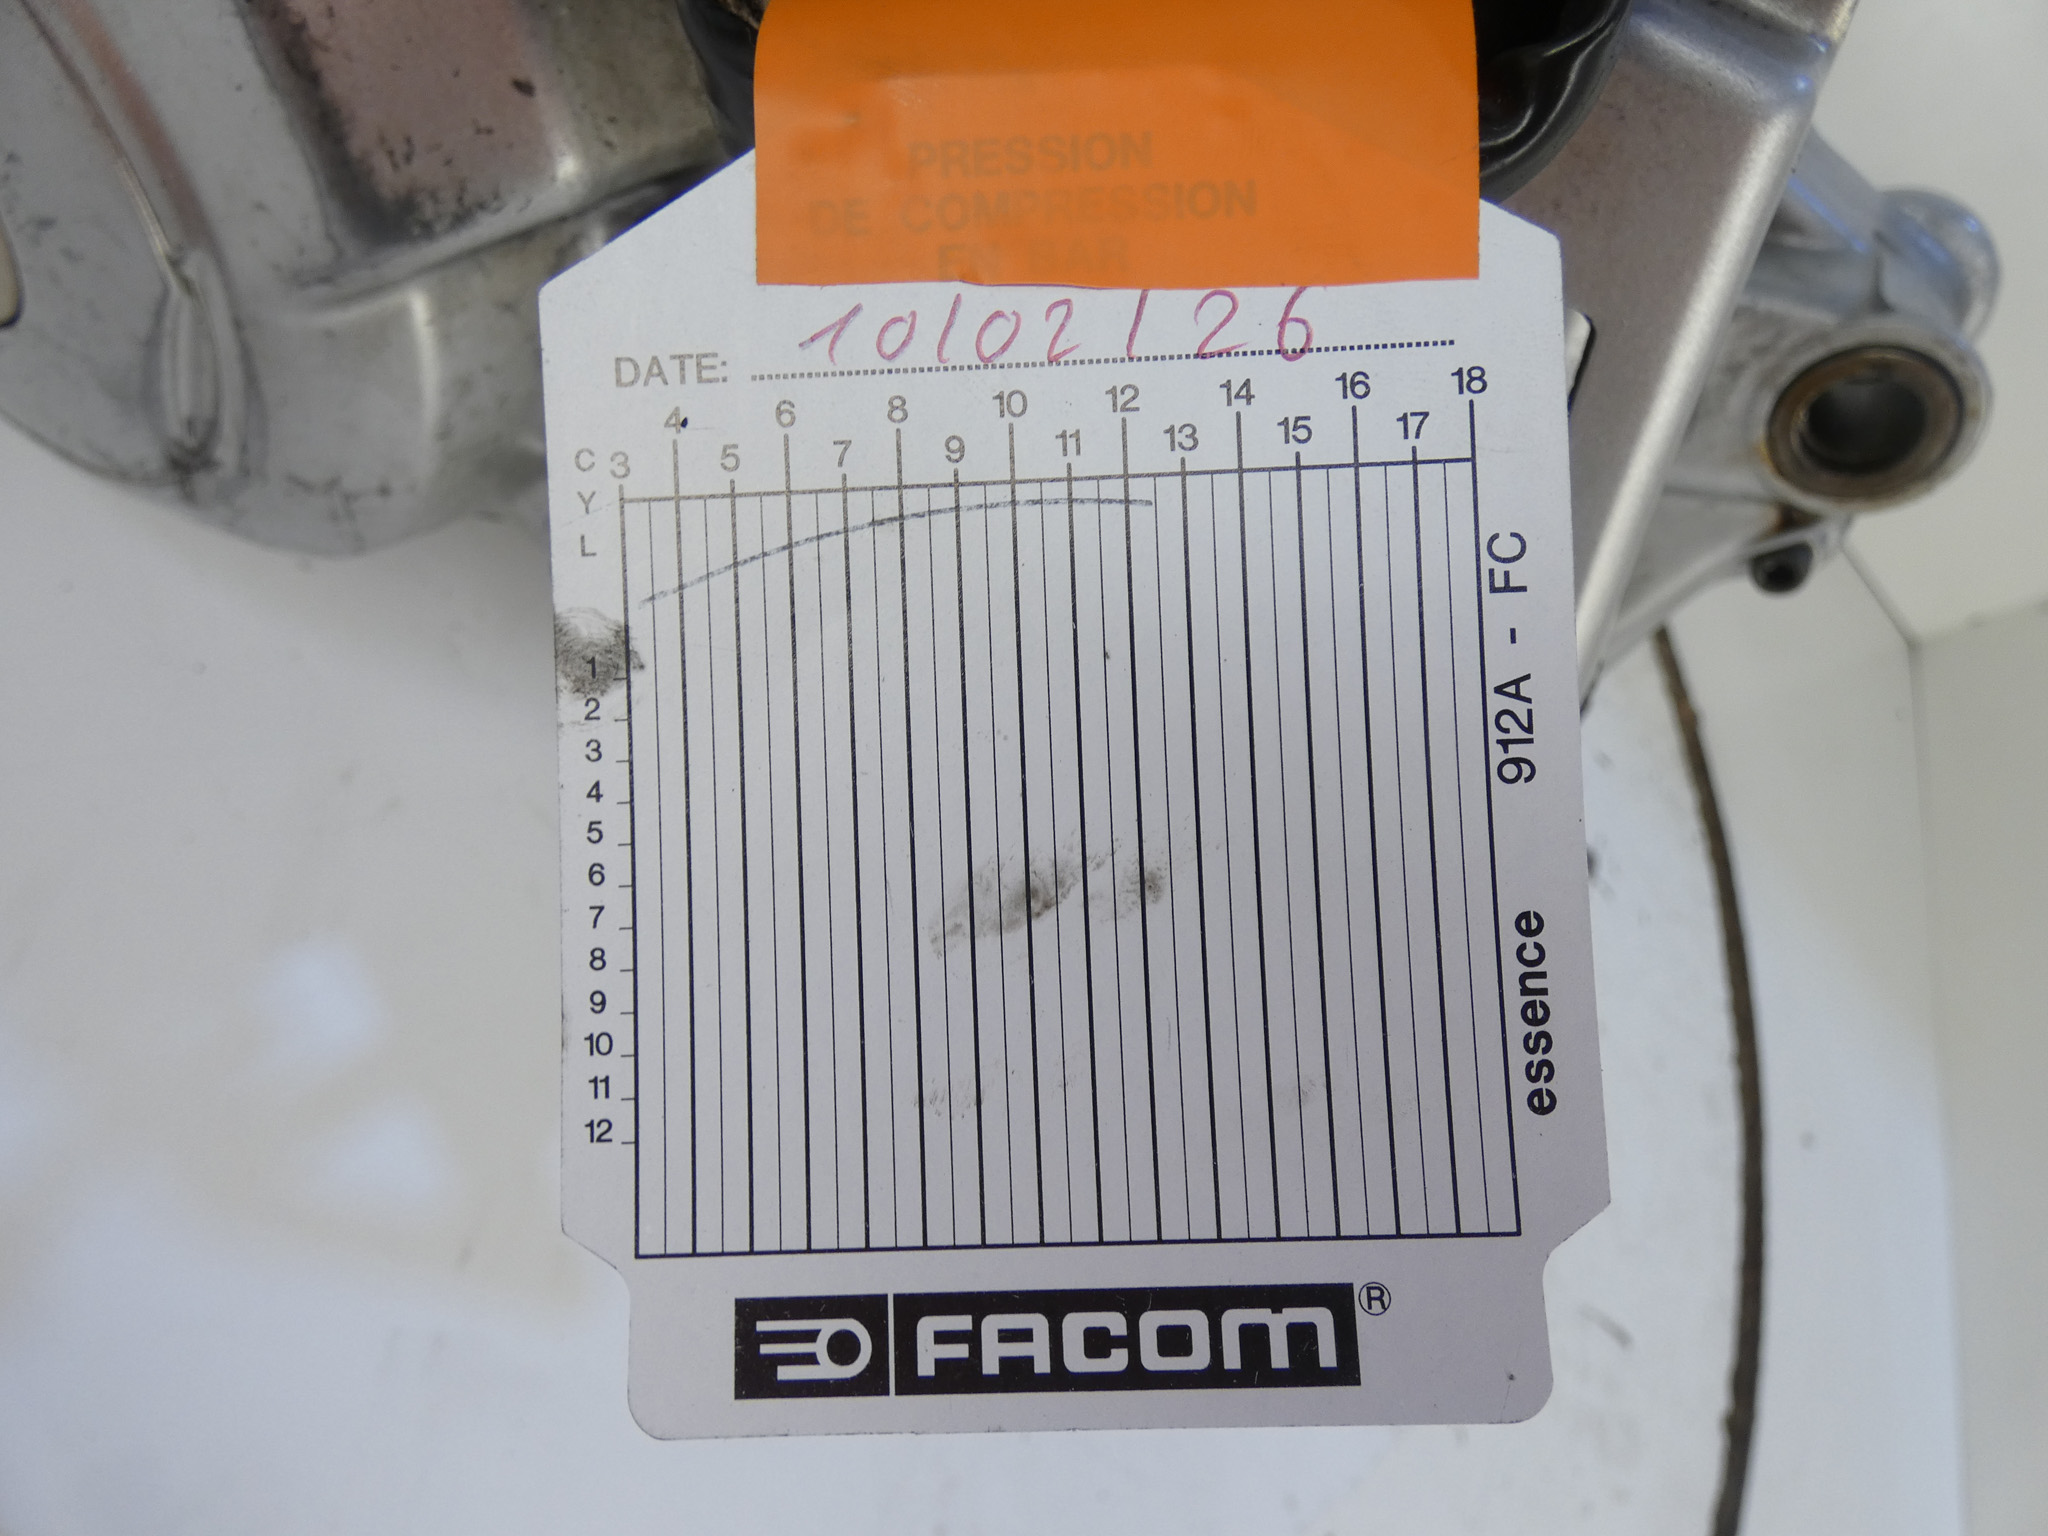 PRESSION
DE COMPRESSION
EN BAR
DATE: 10/02/26
4 6 8 10 12 14 16 18
3 5 7 9 11 13 15 17
C
Y
L
1
2
3
4
5
6
7
8
9
10
11
12
912A - FC
essence
FACOM®